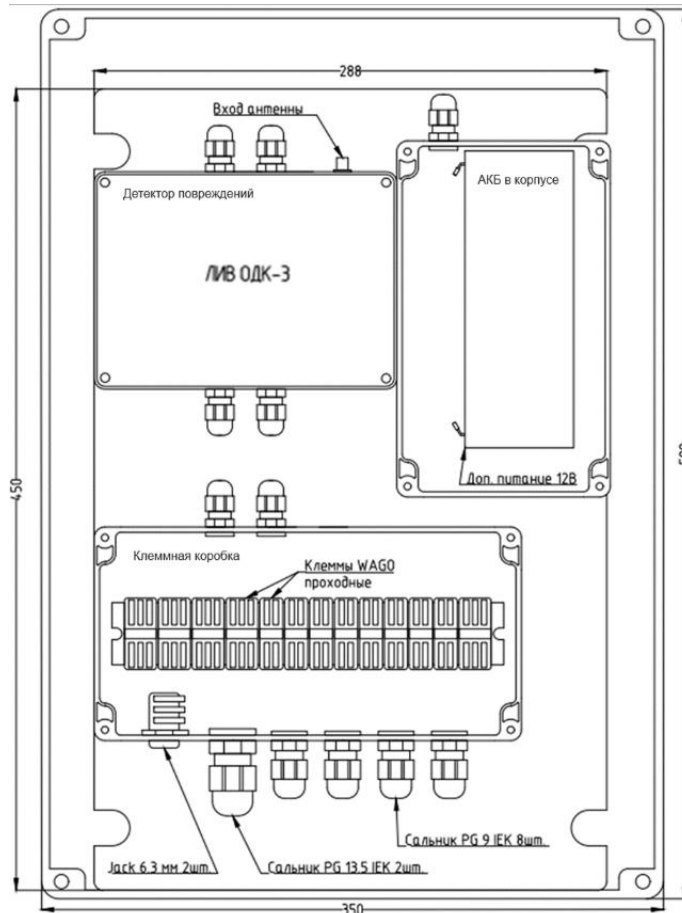 288
Вход антенны
АКБ в корпусе
Детектор повреждений
ЛИВ ОДК-3
450
Доп. питание 12В
Клеммная коробка
Клеммы WAGO
проходные
Сальник PG 9 IEK 8шт.
Jack 6.3 мм 2шт.
Сальник PG 13.5 IEK 2шт.
350